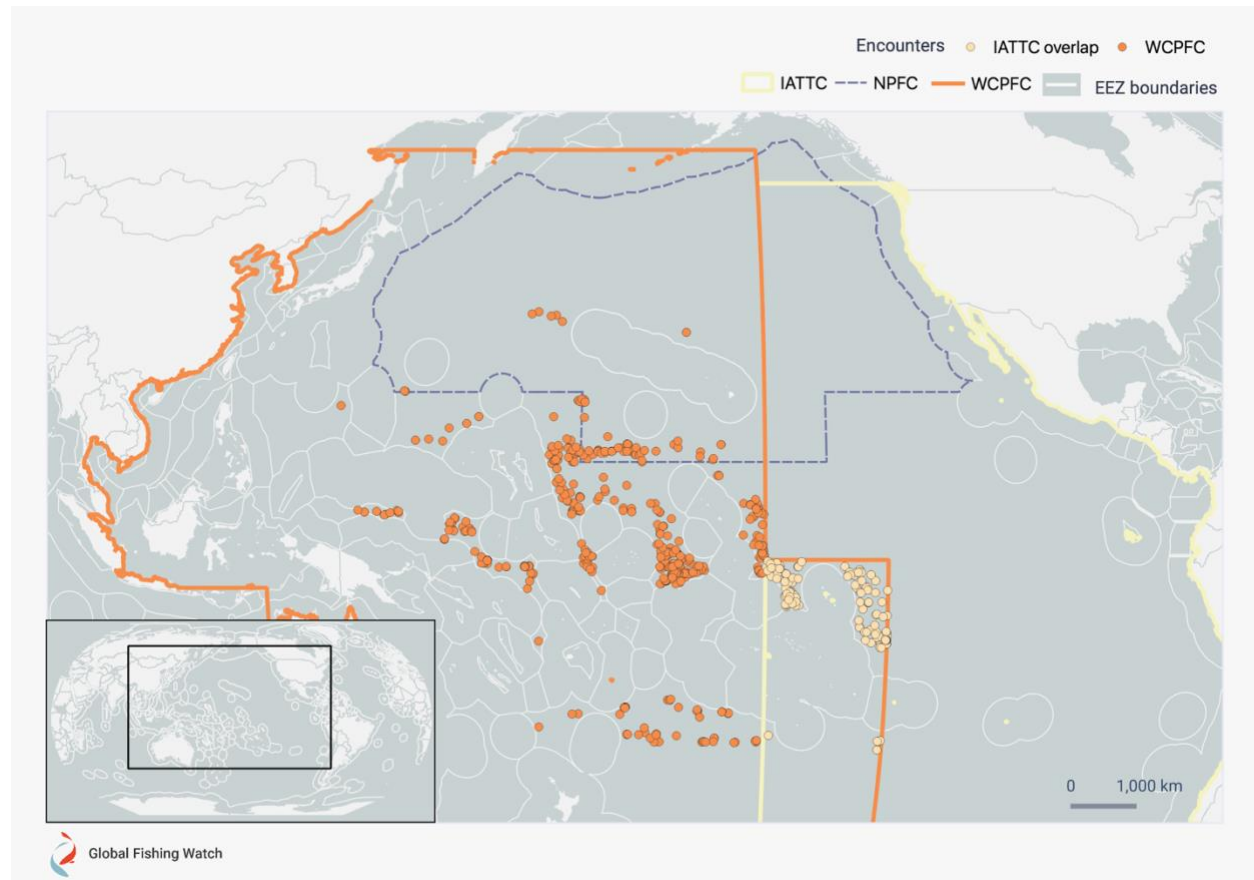 Encounters IATTC overlap WCPFC
IATTC NPFC WCPFC EEZ boundaries
0 1,000 km
Global Fishing Watch